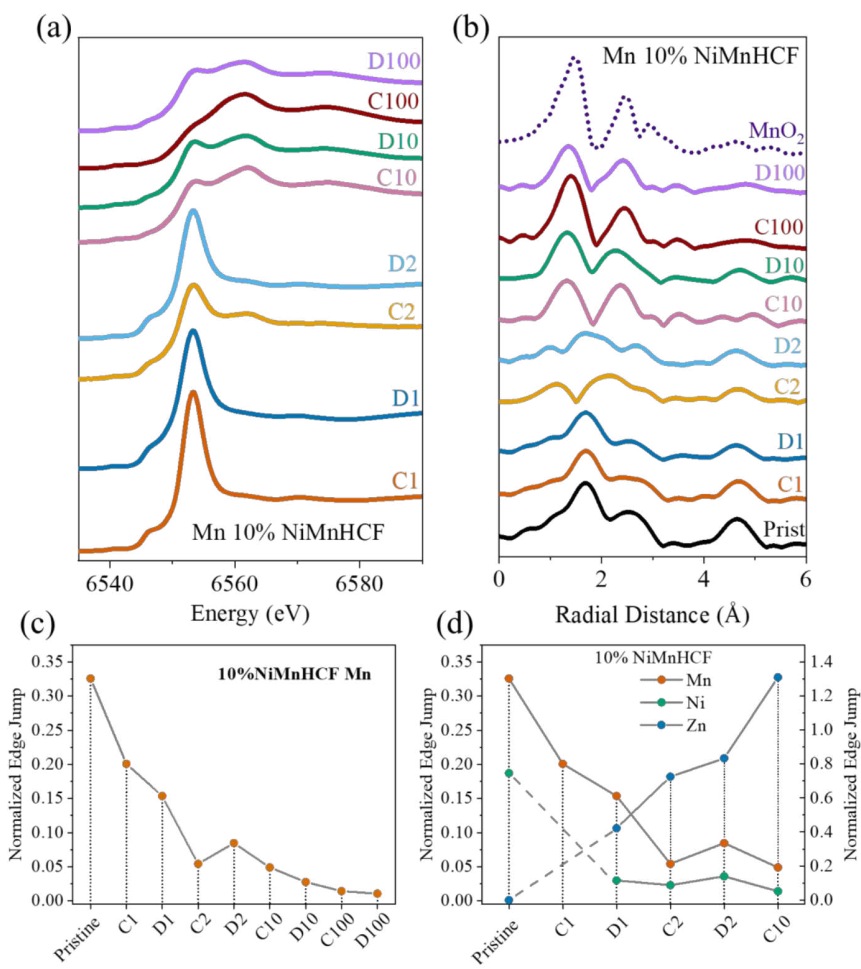 (a)
D100
C100
D10
C10
D2
C2
D1
C1
Mn 10% NiMnHCF
6540 6560 6580
Energy (eV)
(b)
Mn 10% NiMnHCF
MnO₂
D100
C100
D10
C10
D2
C2
D1
C1
Prist
0 2 4 6
Radial Distance (Å)
(c)
10%NiMnHCF Mn
Normalized Edge Jump
0.35
0.30
0.25
0.20
0.15
0.10
0.05
0.00
Pristine C1 D1 C2 D2 C10 D10 C100 D100
(d)
10% NiMnHCF
Mn
Ni
Zn
Normalized Edge Jump
0.35
0.30
0.25
0.20
0.15
0.10
0.05
0.00
1.4
1.2
1.0
0.8
0.6
0.4
0.2
0.0
Normalized Edge Jump
Pristine C1 D1 C2 D2 C10